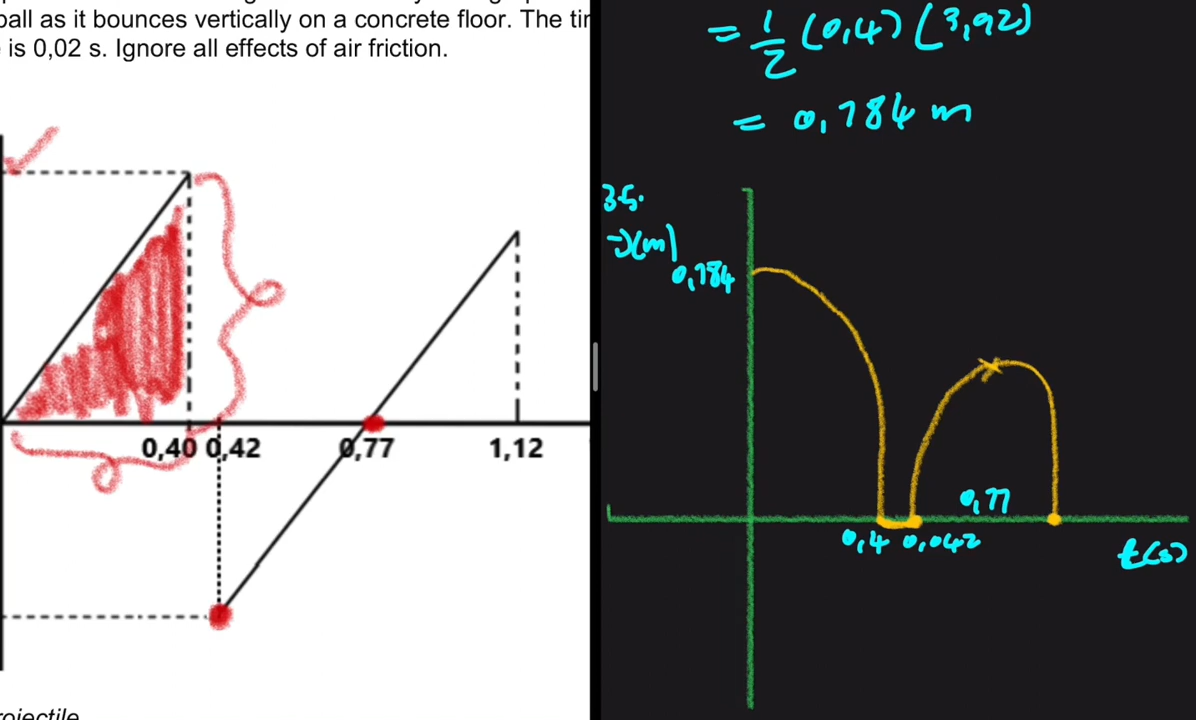 ball as it bounces vertically on a concrete floor. The
is 0,02 s. Ignore all effects of air friction.
0,40 0,42
0,77
1,12
rojectile
= 1/2 (0,4)(3,92)
= 0,784 m
3.5.
(m)
0,784
0,77
0,4 0,042
t(s)